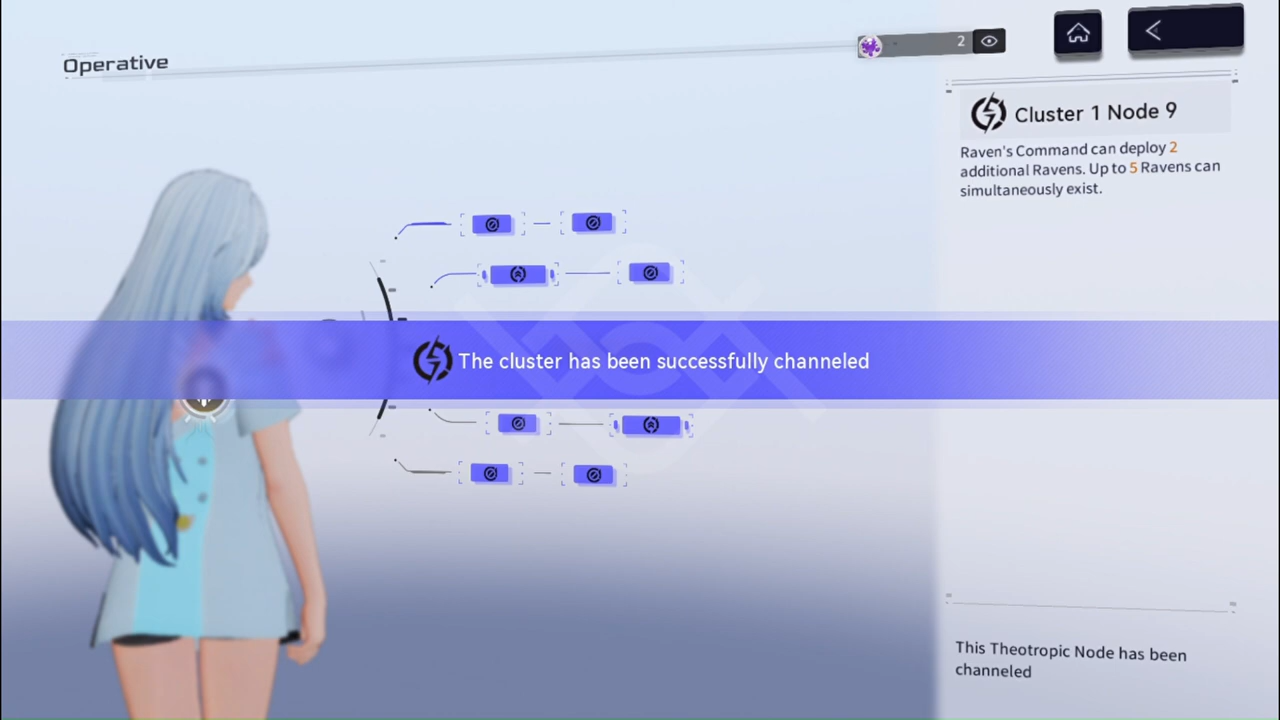 Operative
2
Cluster 1 Node 9
Raven's Command can deploy 2
additional Ravens. Up to 5 Ravens can
simultaneously exist.
The cluster has been successfully channeled
This Theotropic Node has been
channeled